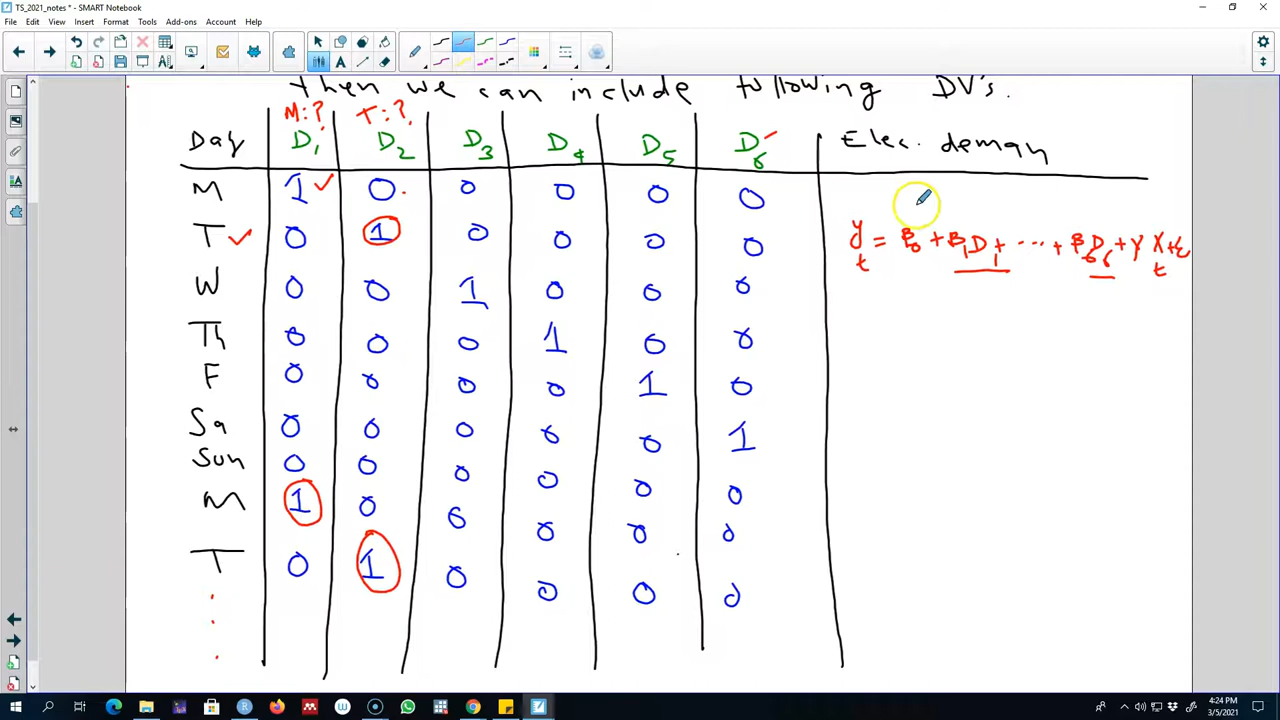 TS_2021_notes * - SMART Notebook
File Edit View Insert Format Tools Add-ons Account Help
then we can include following DV's.
M:? T:?
Day D1 D2 D3 D4 D5 D6 Elec. deman
M 1 0 0 0 0 0 0
T 0 1 0 0 0 0
yt = β0 + β1D1 + ··· + β6D6 + γ Xt + ε
W 0 0 1 0 0 0
Th 0 0 0 1 0 0
F 0 0 0 0 1 0
Sa 0 0 0 0 0 1
Sun 0 0 0 0 0 0
M 1 0 0 0 0 0
T 0 1 0 0 0 0
4:24 PM
3/5/2021